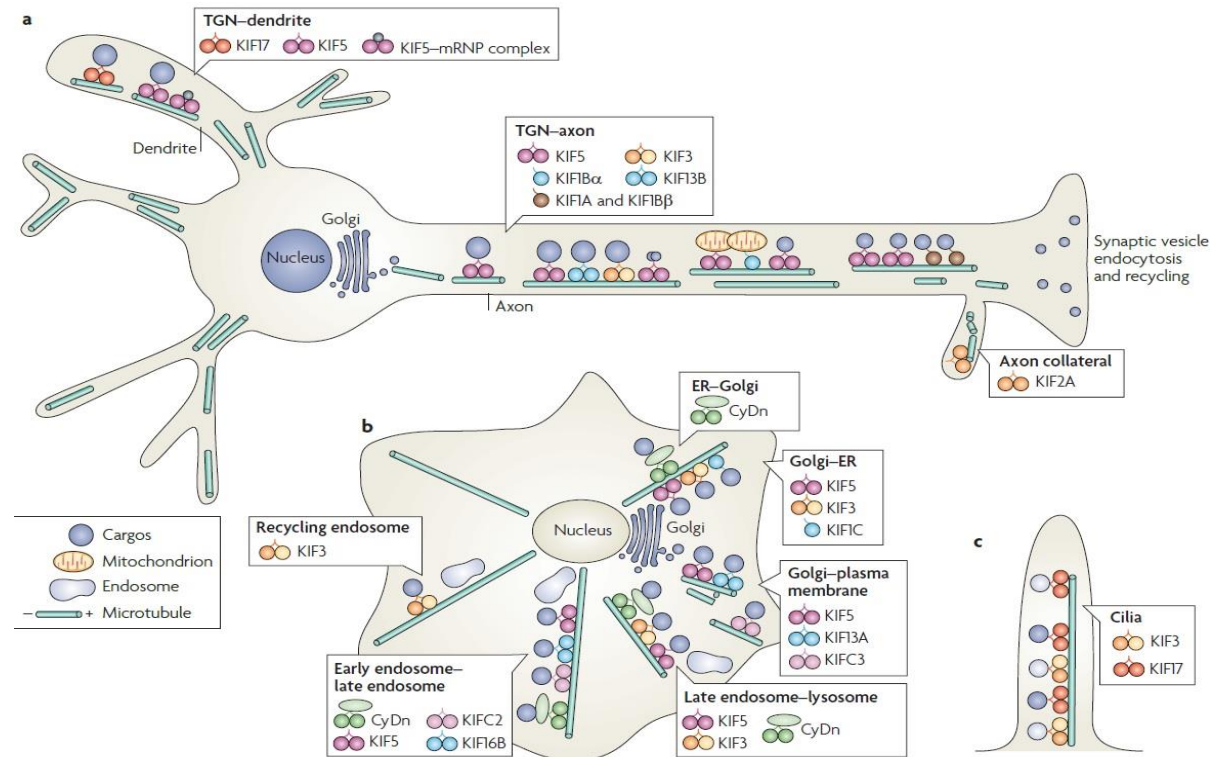 a
TGN–dendrite
KIF17 KIF5 KIF5–mRNP complex
Dendrite
TGN–axon
KIF5 KIF3
KIF1Bα KIF13B
KIF1A and KIF1Bβ
Golgi
Nucleus
Axon
Synaptic vesicle
endocytosis
and recycling
Axon collateral
KIF2A
b
ER–Golgi
CyDn
Golgi–ER
KIF5
KIF3
KIF1C
Nucleus
Golgi
Recycling endosome
KIF3
Golgi–plasma
membrane
KIF5
KIF13A
KIFC3
Early endosome–
late endosome
CyDn KIFC2
KIF5 KIF16B
Late endosome–lysosome
KIF5 CyDn
KIF3
Cargos
Mitochondrion
Endosome
– + Microtubule
c
Cilia
KIF3
KIF17